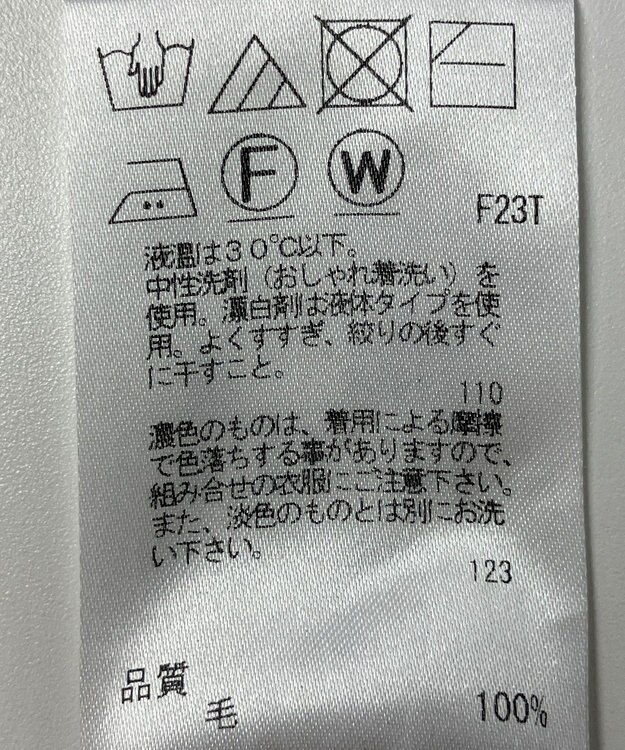 F W
F23T
液温は30℃以下。
中性洗剤（おしゃれ着洗い）を
使用。漂白剤は液体タイプを使
用。よくすすぎ、絞りの後すぐ
に干すこと。
110
濃色のものは、着用による摩擦
で色落ちする事がありますので、
組み合せの衣服にご注意下さい。
また、淡色のものとは別にお洗
い下さい。
123
品質
毛 100%